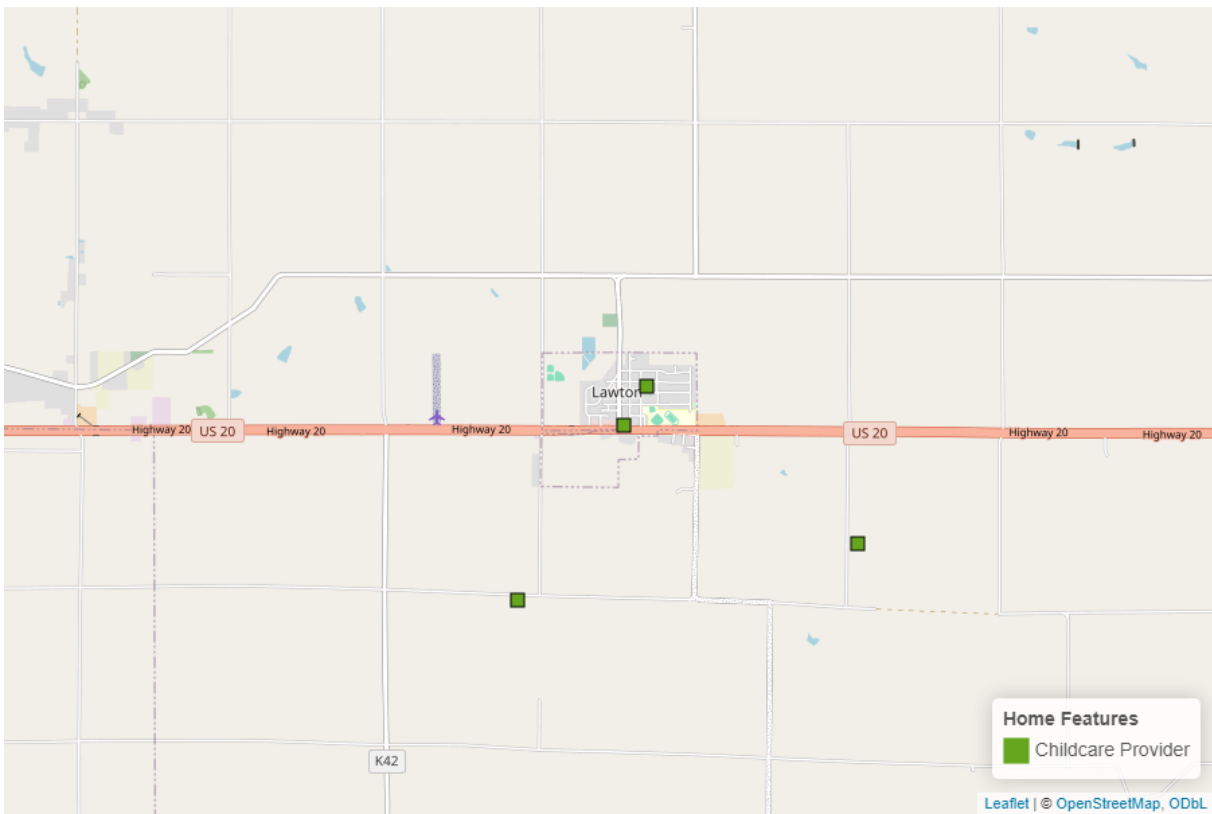 Lawton
Highway 20
US 20
Highway 20
Highway 20
US 20
Highway 20
Highway 20
K42
Home Features
Childcare Provider
Leaflet | © OpenStreetMap, ODbL